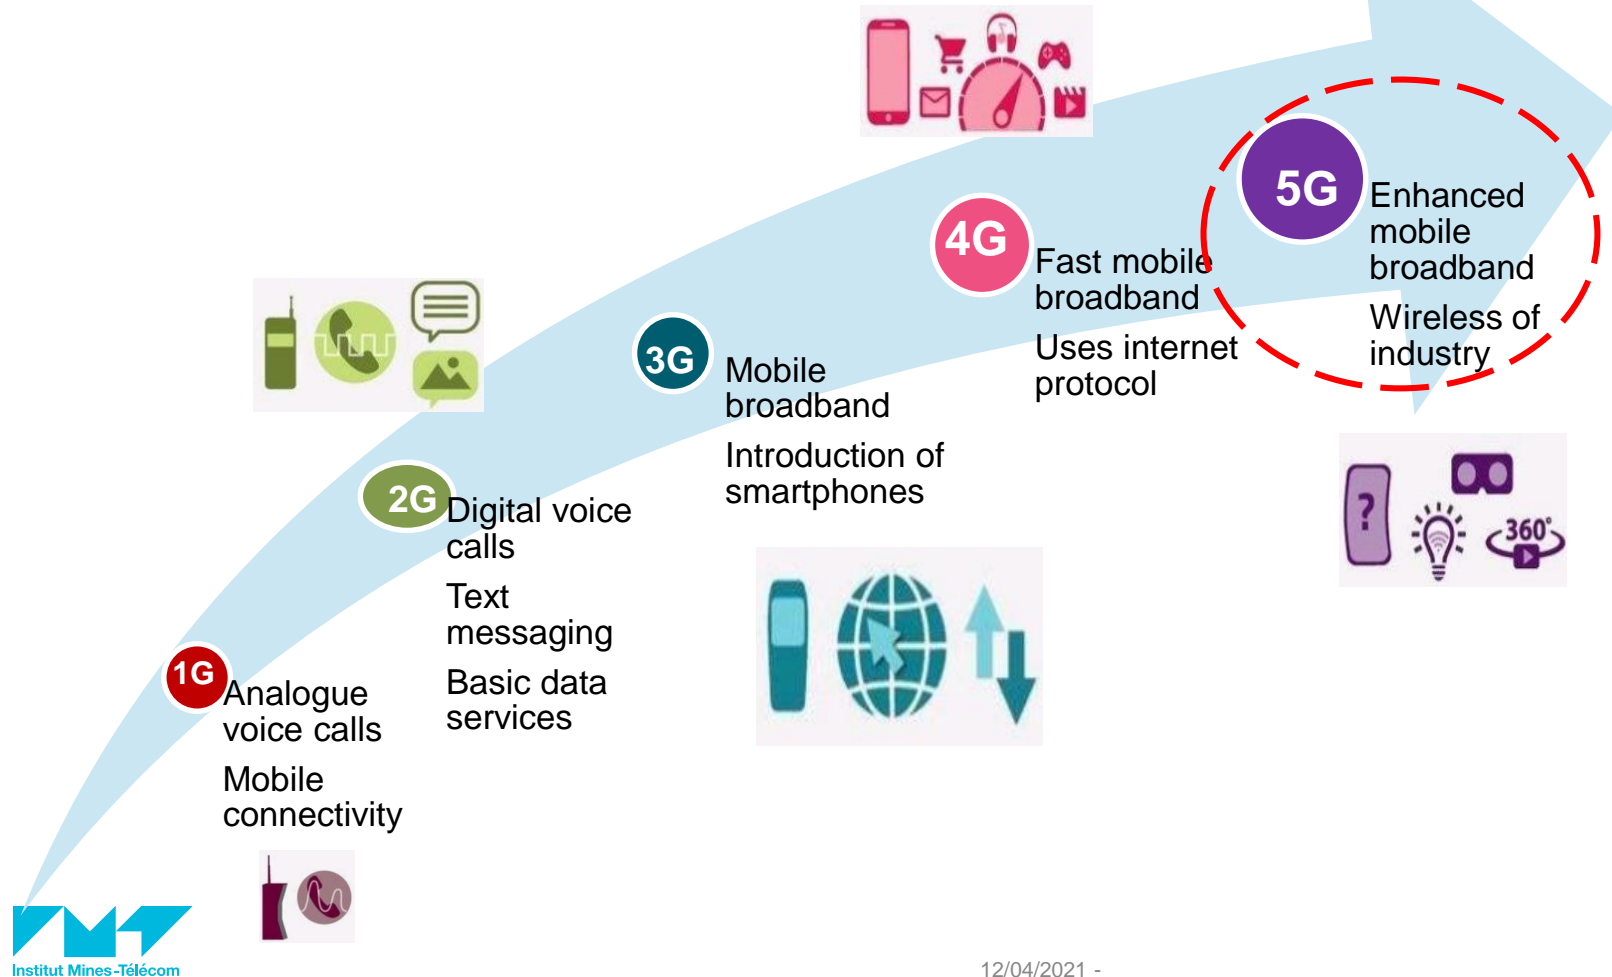 1G
Analogue
voice calls
Mobile
connectivity
2G
Digital voice
calls
Text
messaging
Basic data
services
3G
Mobile
broadband
Introduction of
smartphones
4G
Fast mobile
broadband
Uses internet
protocol
5G
Enhanced
mobile
broadband
Wireless of
industry
?
360°
Institut Mines-Télécom
12/04/2021 -